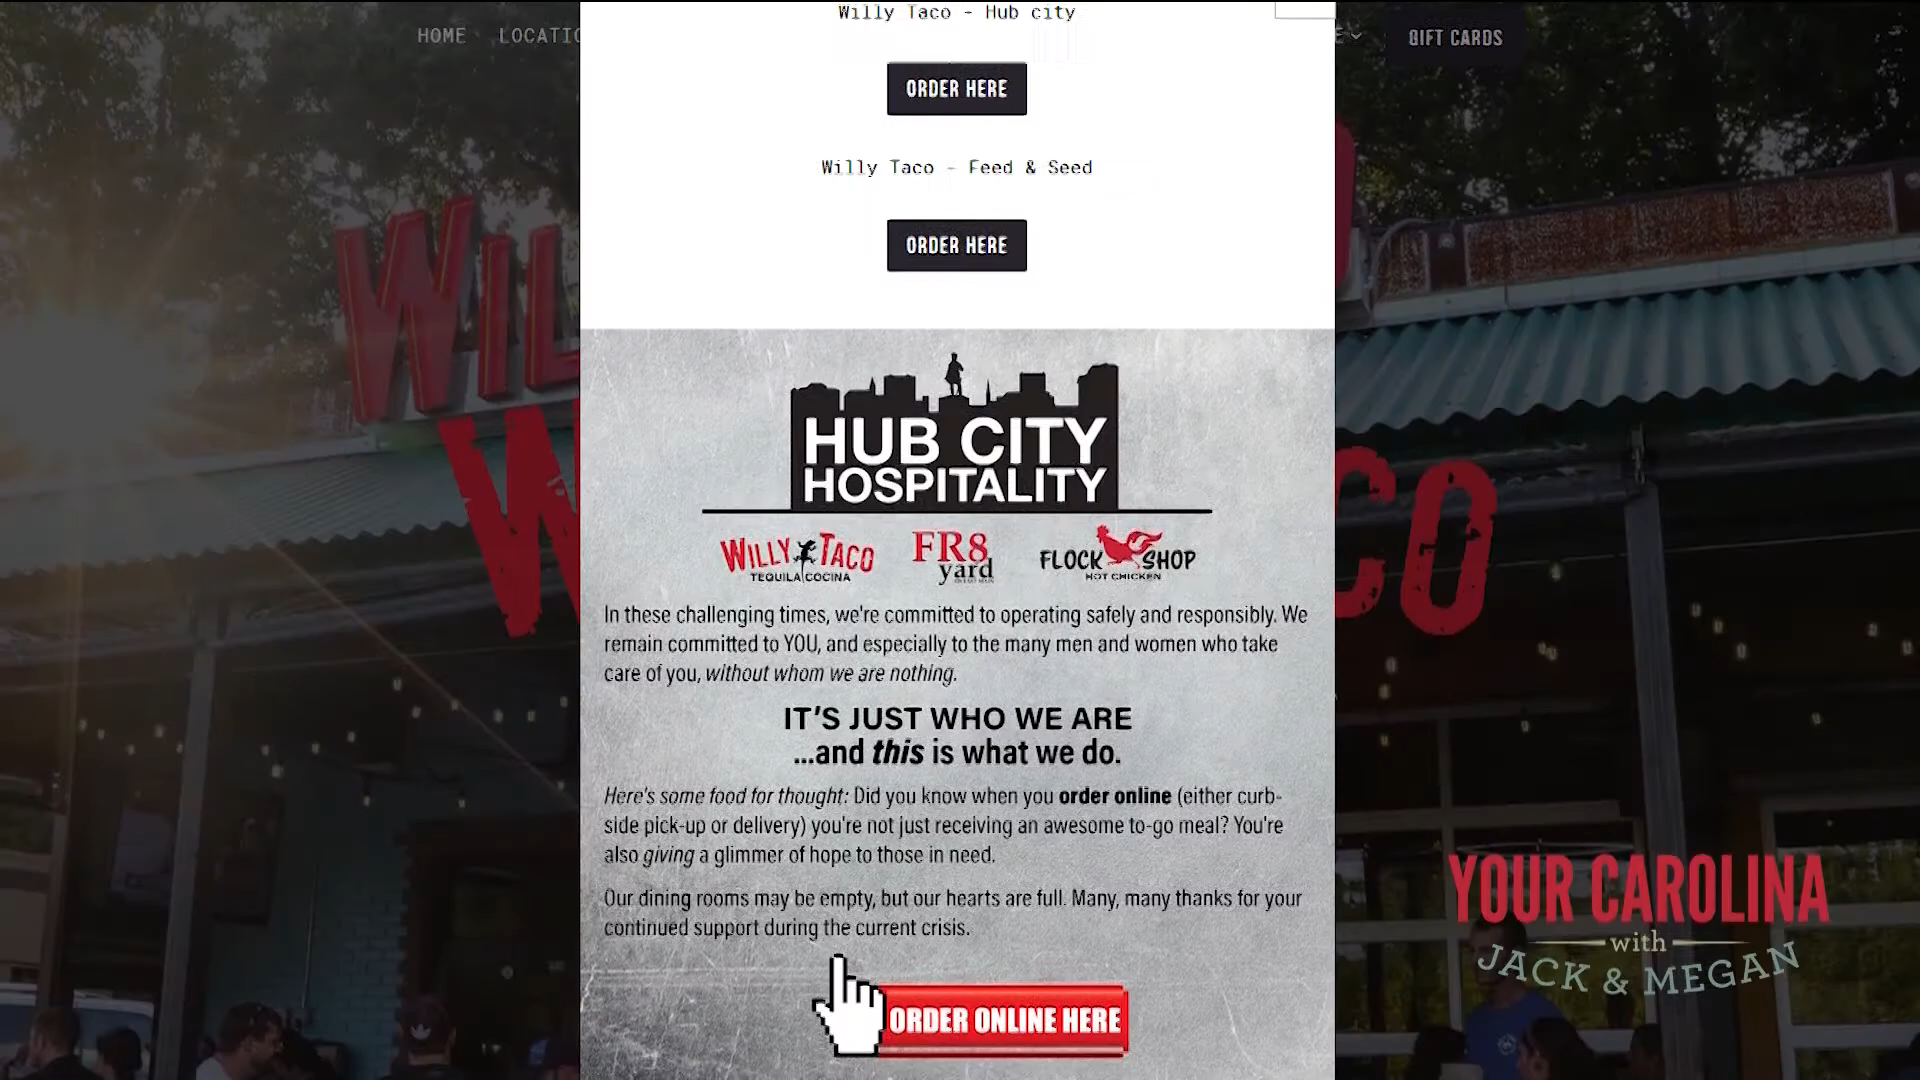 Willy Taco - Hub city
HOME
GIFT CARDS
ORDER HERE
Willy Taco - Feed & Seed
ORDER HERE
HUB CITY
HOSPITALITY
WILLY TACO
TEQUILA COCINA
FR8
yard
FLOCK SHOP
HOT CHICKEN
In these challenging times, we're committed to operating safely and responsibly. We
remain committed to YOU, and especially to the many men and women who take
care of you, without whom we are nothing.
IT'S JUST WHO WE ARE
...and this is what we do.
Here's some food for thought: Did you know when you order online (either curb-
side pick-up or delivery) you're not just receiving an awesome to-go meal? You're
also giving a glimmer of hope to those in need.
Our dining rooms may be empty, but our hearts are full. Many, many thanks for your
continued support during the current crisis.
ORDER ONLINE HERE
YOUR CAROLINA
with
JACK & MEGAN